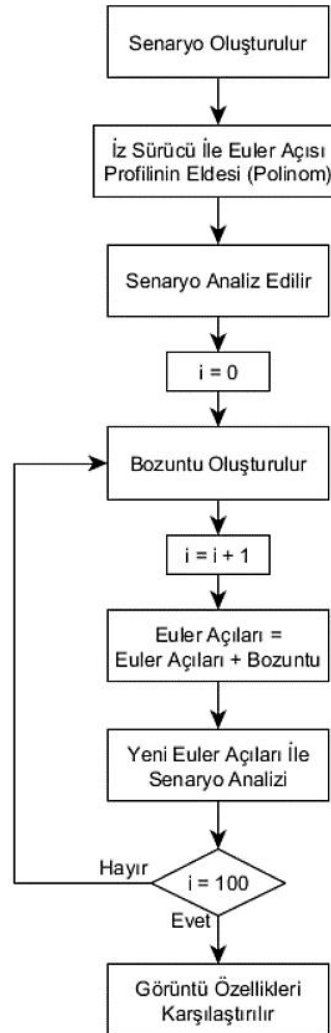 Senaryo Oluşturulur
İz Sürücü İle Euler Açısı
Profilinin Eldesi (Polinom)
Senaryo Analiz Edilir
i = 0
Bozuntu Oluşturulur
i = i + 1
Euler Açıları =
Euler Açıları + Bozuntu
Yeni Euler Açıları İle
Senaryo Analizi
Hayır
i = 100
Evet
Görüntü Özellikleri
Karşılaştırılır